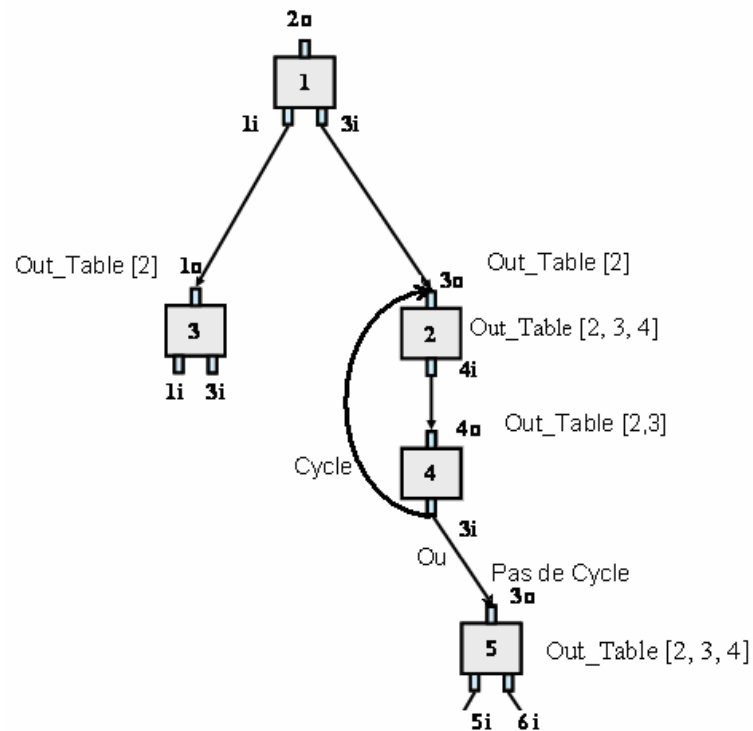 2o
1
1i 3i
Out_Table [2] 1o
Out_Table [2]
3o
3
2
Out_Table [2, 3, 4]
1i 3i
4i
4o
Out_Table [2,3]
Cycle
4
3i
Ou
Pas de Cycle
3o
5
Out_Table [2, 3, 4]
5i 6i